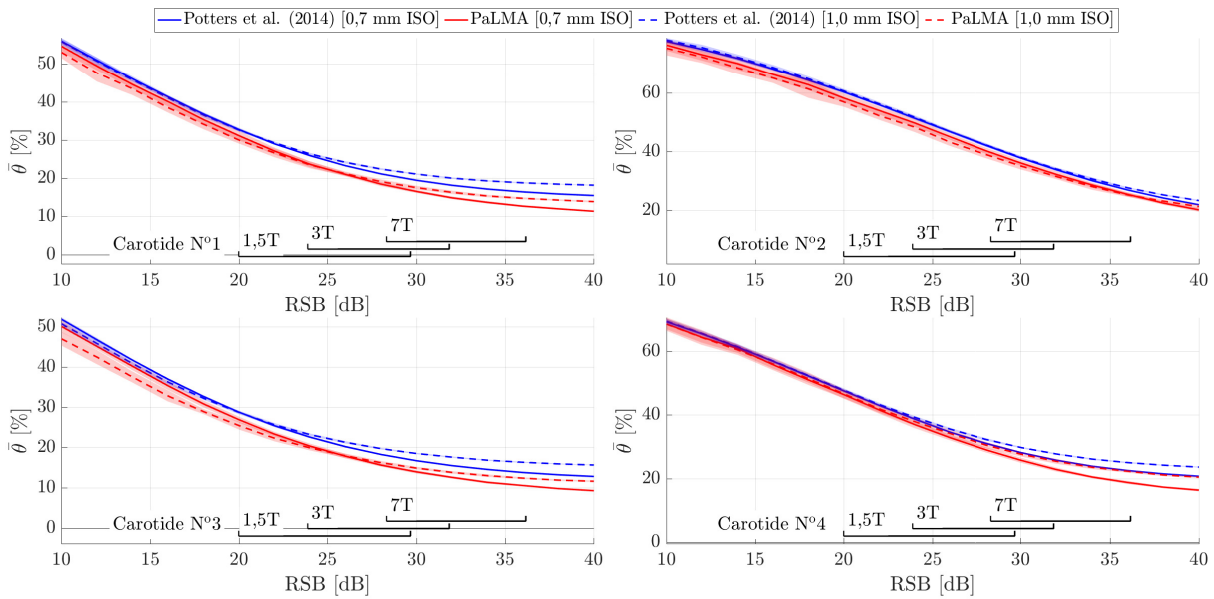 Potters et al. (2014) [0,7 mm ISO] PaLMA [0,7 mm ISO] Potters et al. (2014) [1,0 mm ISO] PaLMA [1,0 mm ISO]
θ̄ [%]
50
40
30
20
10
0
Carotide Nº1
1,5T
3T
7T
10 15 20 25 30 35 40
RSB [dB]
θ̄ [%]
60
40
20
Carotide Nº2
1,5T
3T
7T
10 15 20 25 30 35 40
RSB [dB]
θ̄ [%]
50
40
30
20
10
0
Carotide Nº3
1,5T
3T
7T
10 15 20 25 30 35 40
RSB [dB]
θ̄ [%]
60
40
20
0
Carotide Nº4
1,5T
3T
7T
10 15 20 25 30 35 40
RSB [dB]